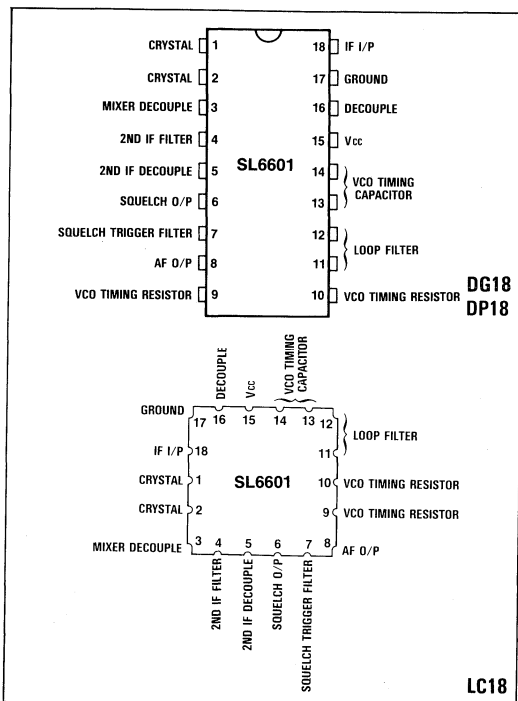 CRYSTAL 1
18 IF I/P
CRYSTAL 2
17 GROUND
MIXER DECOUPLE 3
16 DECOUPLE
2ND IF FILTER 4
15 Vcc
SL6601
2ND IF DECOUPLE 5
14
VCO TIMING
CAPACITOR
SQUELCH O/P 6
13
SQUELCH TRIGGER FILTER 7
12
LOOP FILTER
AF O/P 8
11
VCO TIMING RESISTOR 9
10 VCO TIMING RESISTOR
DG18
DP18
DECOUPLE
Vcc
VCO TIMING
CAPACITOR
GROUND
17 16 15 14 13 12
LOOP FILTER
IF I/P 18
11
CRYSTAL 1
SL6601
10 VCO TIMING RESISTOR
CRYSTAL 2
9 VCO TIMING RESISTOR
MIXER DECOUPLE
3 4 5 6 7 8
AF O/P
2ND IF FILTER
2ND IF DECOUPLE
SQUELCH O/P
SQUELCH TRIGGER FILTER
LC18